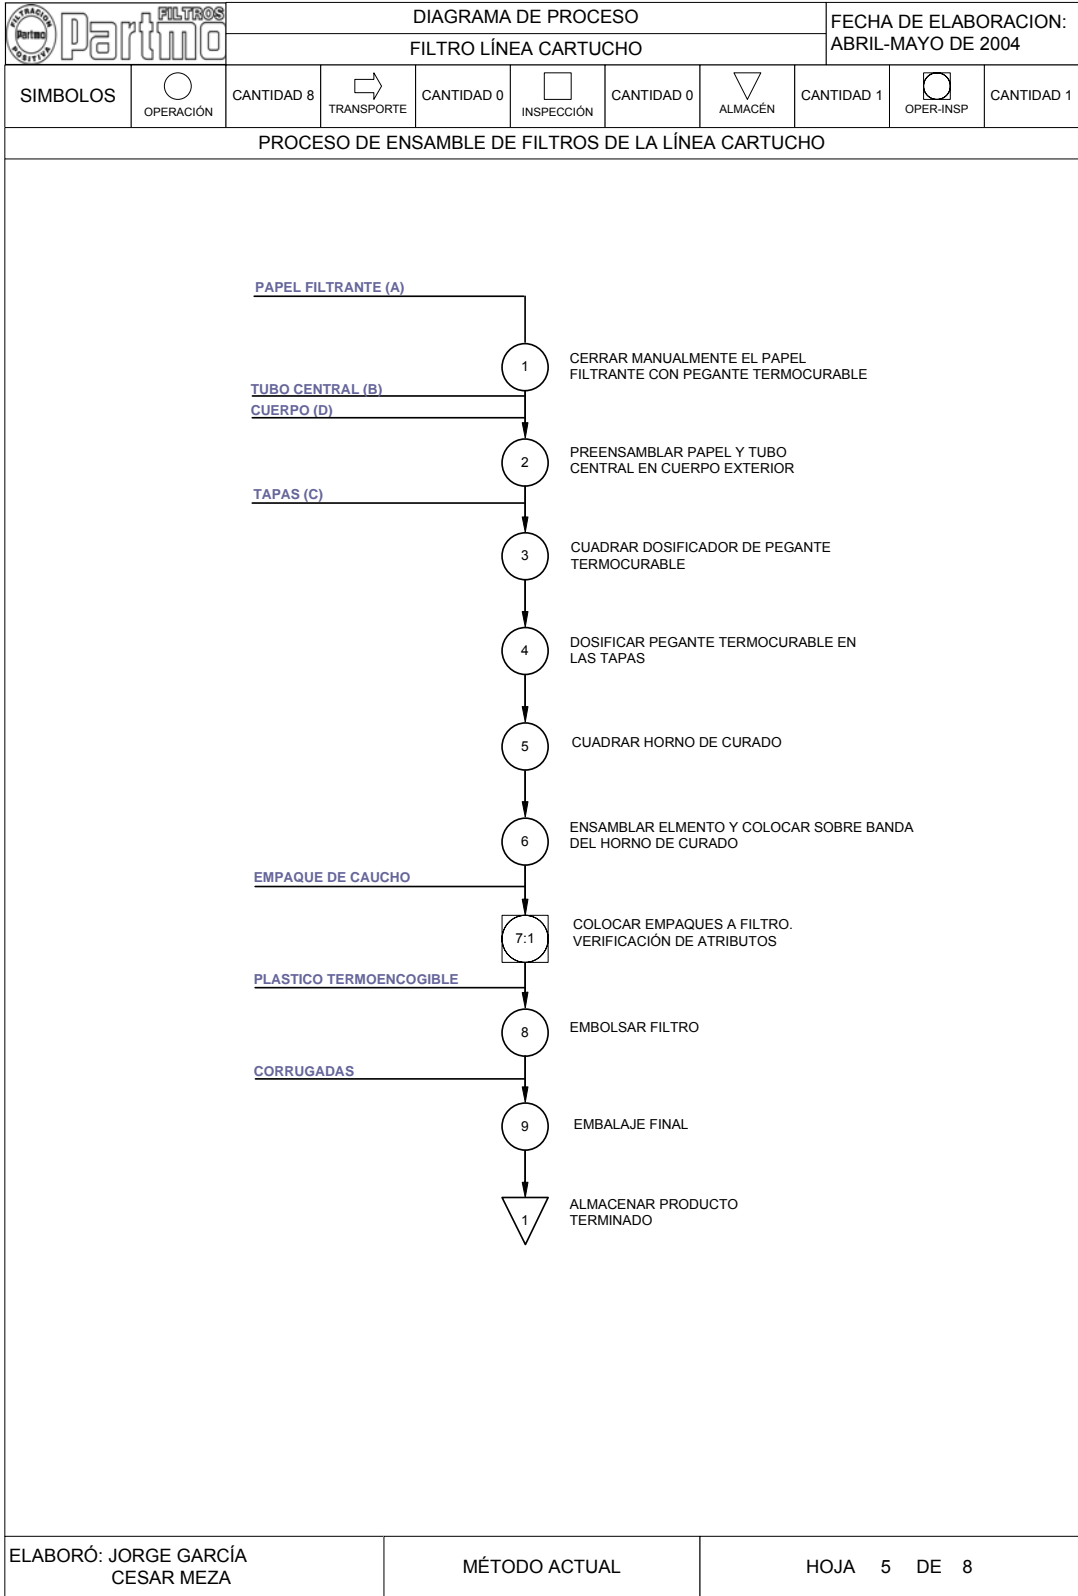 FILTRACION
Partmo
POSITIVA
FILTROS
Partmo
DIAGRAMA DE PROCESO
FILTRO LÍNEA CARTUCHO
FECHA DE ELABORACION:
ABRIL-MAYO DE 2004
SIMBOLOS
OPERACIÓN
CANTIDAD 8
TRANSPORTE
CANTIDAD 0
INSPECCIÓN
CANTIDAD 0
ALMACÉN
CANTIDAD 1
OPER-INSP
CANTIDAD 1
PROCESO DE ENSAMBLE DE FILTROS DE LA LÍNEA CARTUCHO
PAPEL FILTRANTE (A)
1
CERRAR MANUALMENTE EL PAPEL
FILTRANTE CON PEGANTE TERMOCURABLE
TUBO CENTRAL (B)
CUERPO (D)
2
PREENSAMBLAR PAPEL Y TUBO
CENTRAL EN CUERPO EXTERIOR
TAPAS (C)
3
CUADRAR DOSIFICADOR DE PEGANTE
TERMOCURABLE
4
DOSIFICAR PEGANTE TERMOCURABLE EN
LAS TAPAS
5
CUADRAR HORNO DE CURADO
6
ENSAMBLAR ELMENTO Y COLOCAR SOBRE BANDA
DEL HORNO DE CURADO
EMPAQUE DE CAUCHO
7:1
COLOCAR EMPAQUES A FILTRO.
VERIFICACIÓN DE ATRIBUTOS
PLASTICO TERMOENCOGIBLE
8
EMBOLSAR FILTRO
CORRUGADAS
9
EMBALAJE FINAL
1
ALMACENAR PRODUCTO
TERMINADO
ELABORÓ: JORGE GARCÍA
CESAR MEZA
MÉTODO ACTUAL
HOJA 5 DE 8